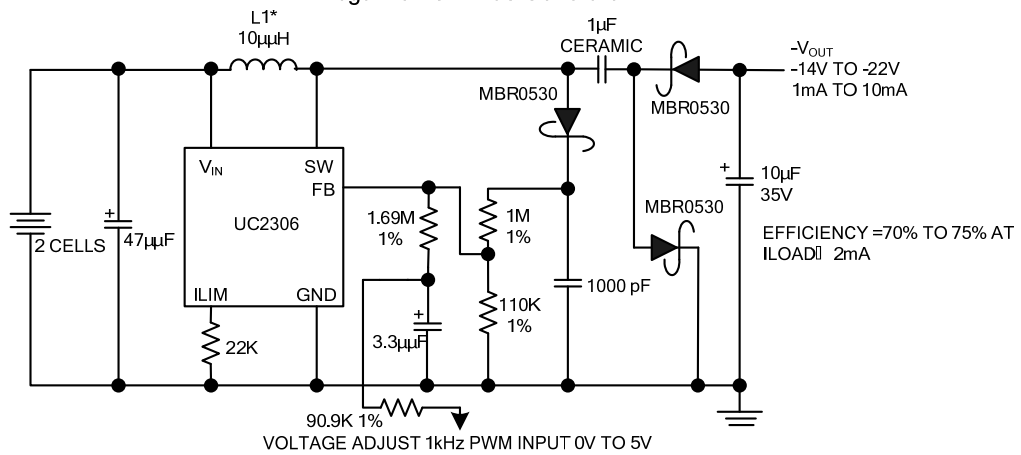 L1*
10µµH
1µF
CERAMIC
-VOUT
-14V TO -22V
1mA TO 10mA
MBR0530
MBR0530
VIN
SW
FB
UC2306
1.69M
1%
1M
1%
10µF
35V
MBR0530
2 CELLS
47µµF
EFFICIENCY =70% TO 75% AT
ILOAD▯ 2mA
ILIM
GND
1000 pF
110K
1%
22K
3.3µµF
90.9K 1%
VOLTAGE ADJUST 1kHz PWM INPUT 0V TO 5V